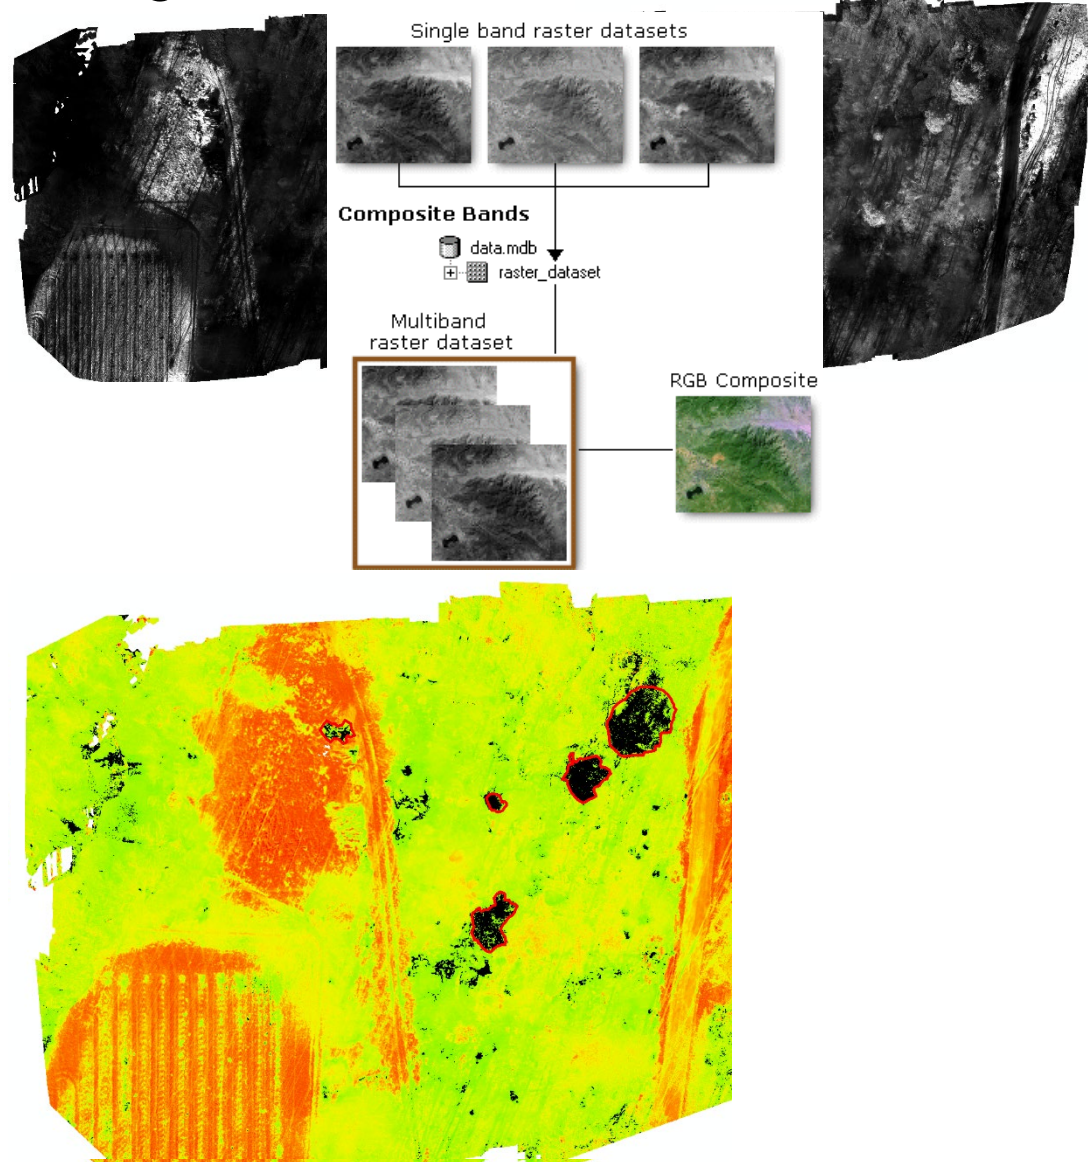 Single band raster datasets
Composite Bands
data.mdb
raster_dataset
Multiband
raster dataset
RGB Composite